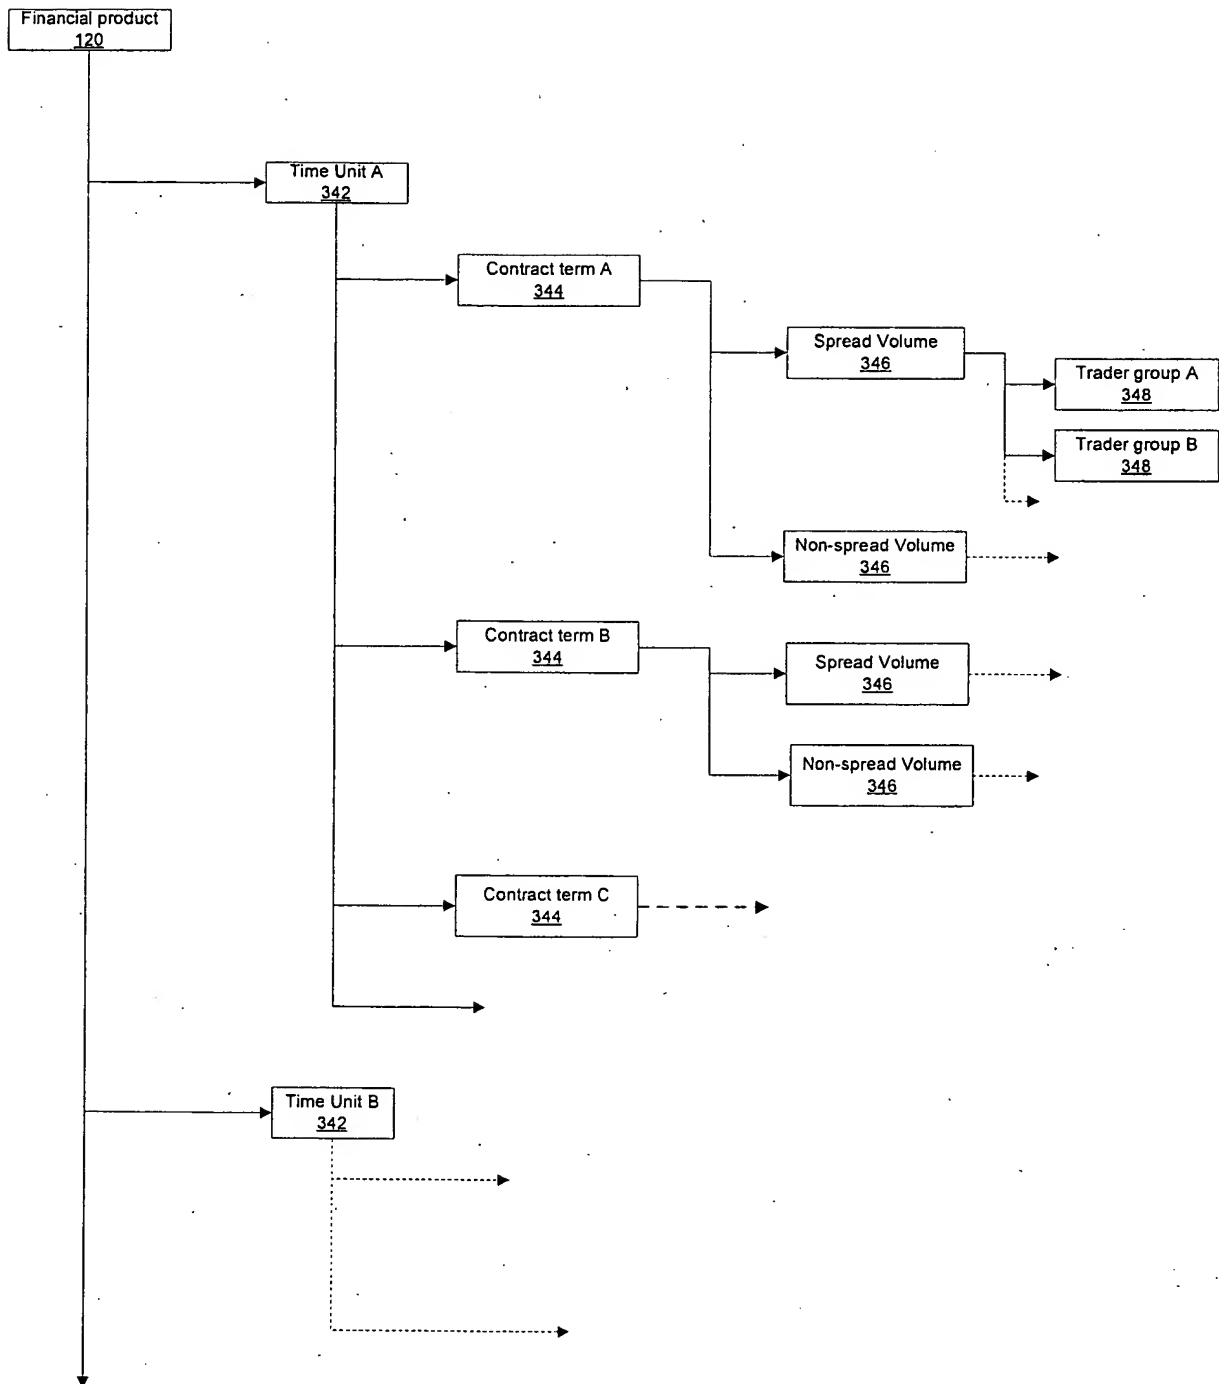 Financial product
120
Time Unit A
342
Contract term A
344
Spread Volume
346
Trader group A
348
Trader group B
348
Non-spread Volume
346
Contract term B
344
Spread Volume
346
Non-spread Volume
346
Contract term C
344
Time Unit B
342